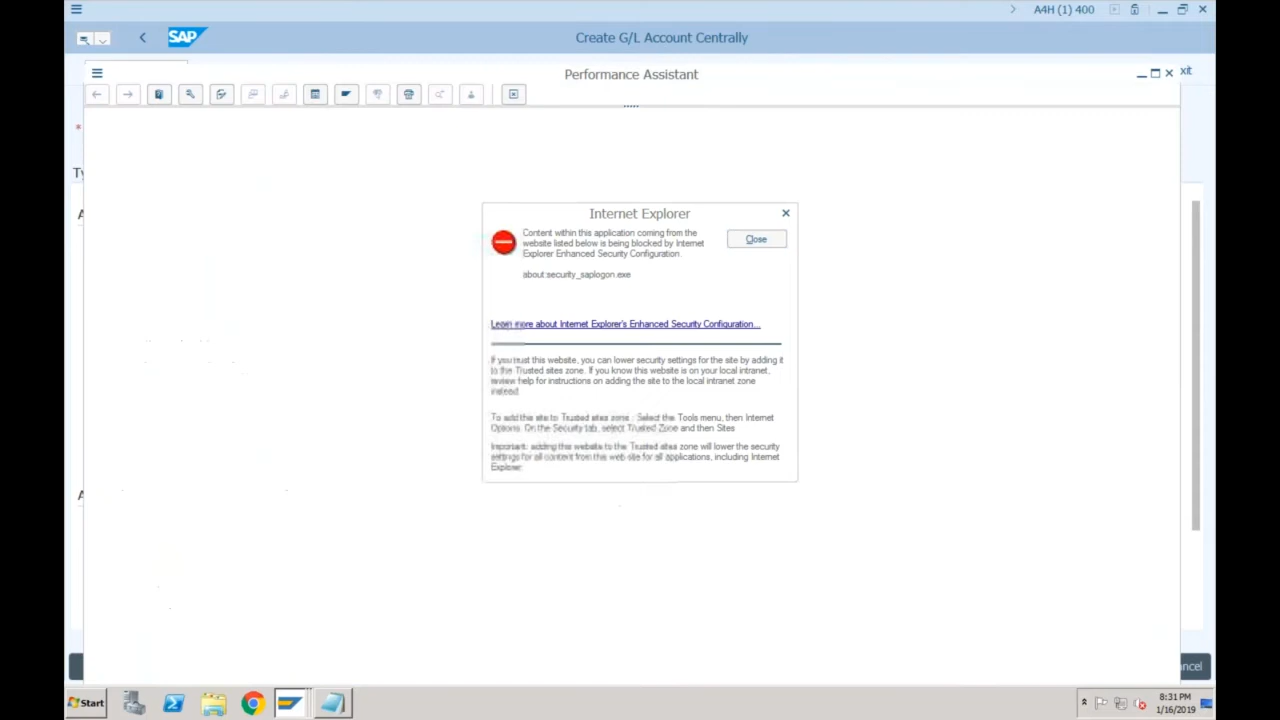 A4H (1) 400
SAP
Create G/L Account Centrally
Performance Assistant
xit
*
Ty
A
Internet Explorer
Content within this application coming from the
website listed below is being blocked by Internet
Explorer Enhanced Security Configuration.
Close
about:security_saplogon.exe
Learn more about Internet Explorer's Enhanced Security Configuration...
If you trust this website, you can lower security settings for the site by adding it
to the Trusted sites zone. If you know this website is on your local intranet,
review help for instructions on adding the site to the local intranet zone
instead.
To add this site to Trusted sites zone : Select the Tools menu, then Internet
Options. On the Security tab, select Trusted Zone and then Sites
Important: adding this website to the Trusted sites zone will lower the security
settings for all content from this web site for all applications, including Internet
Explorer.
A
ncel
Start
8:31 PM
1/16/2019